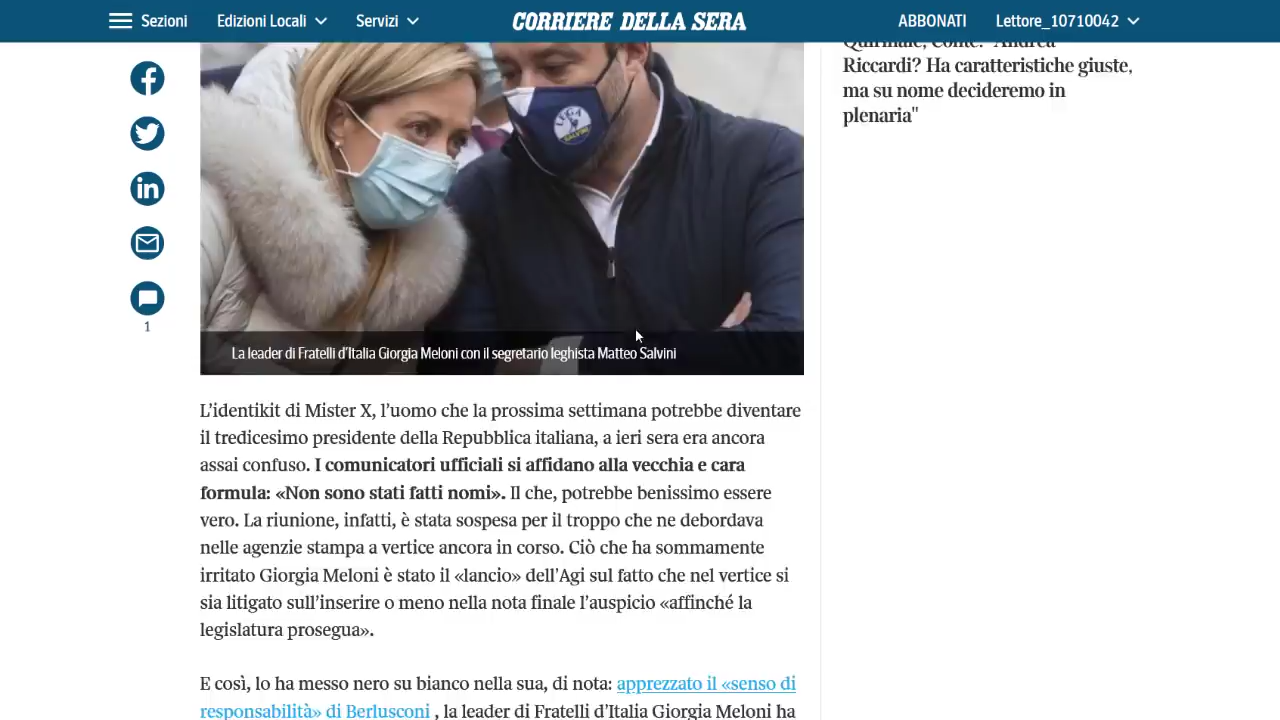 Sezioni
Edizioni Locali
Servizi
CORRIERE DELLA SERA
ABBONATI
Lettore_10710042
Riccardi? Ha caratteristiche giuste,
ma su nome decideremo in
plenaria"
LEGA
SALVINI
1
La leader di Fratelli d'Italia Giorgia Meloni con il segretario leghista Matteo Salvini
L'identikit di Mister X, l'uomo che la prossima settimana potrebbe diventare
il tredicesimo presidente della Repubblica italiana, a ieri sera era ancora
assai confuso. I comunicatori ufficiali si affidano alla vecchia e cara
formula: «Non sono stati fatti nomi». Il che, potrebbe benissimo essere
vero. La riunione, infatti, è stata sospesa per il troppo che ne debordava
nelle agenzie stampa a vertice ancora in corso. Ciò che ha sommamente
irritato Giorgia Meloni è stato il «lancio» dell'Agi sul fatto che nel vertice si
sia litigato sull'inserire o meno nella nota finale l'auspicio «affinché la
legislatura prosegua».
E così, lo ha messo nero su bianco nella sua, di nota: apprezzato il «senso di
responsabilità» di Berlusconi , la leader di Fratelli d'Italia Giorgia Meloni ha